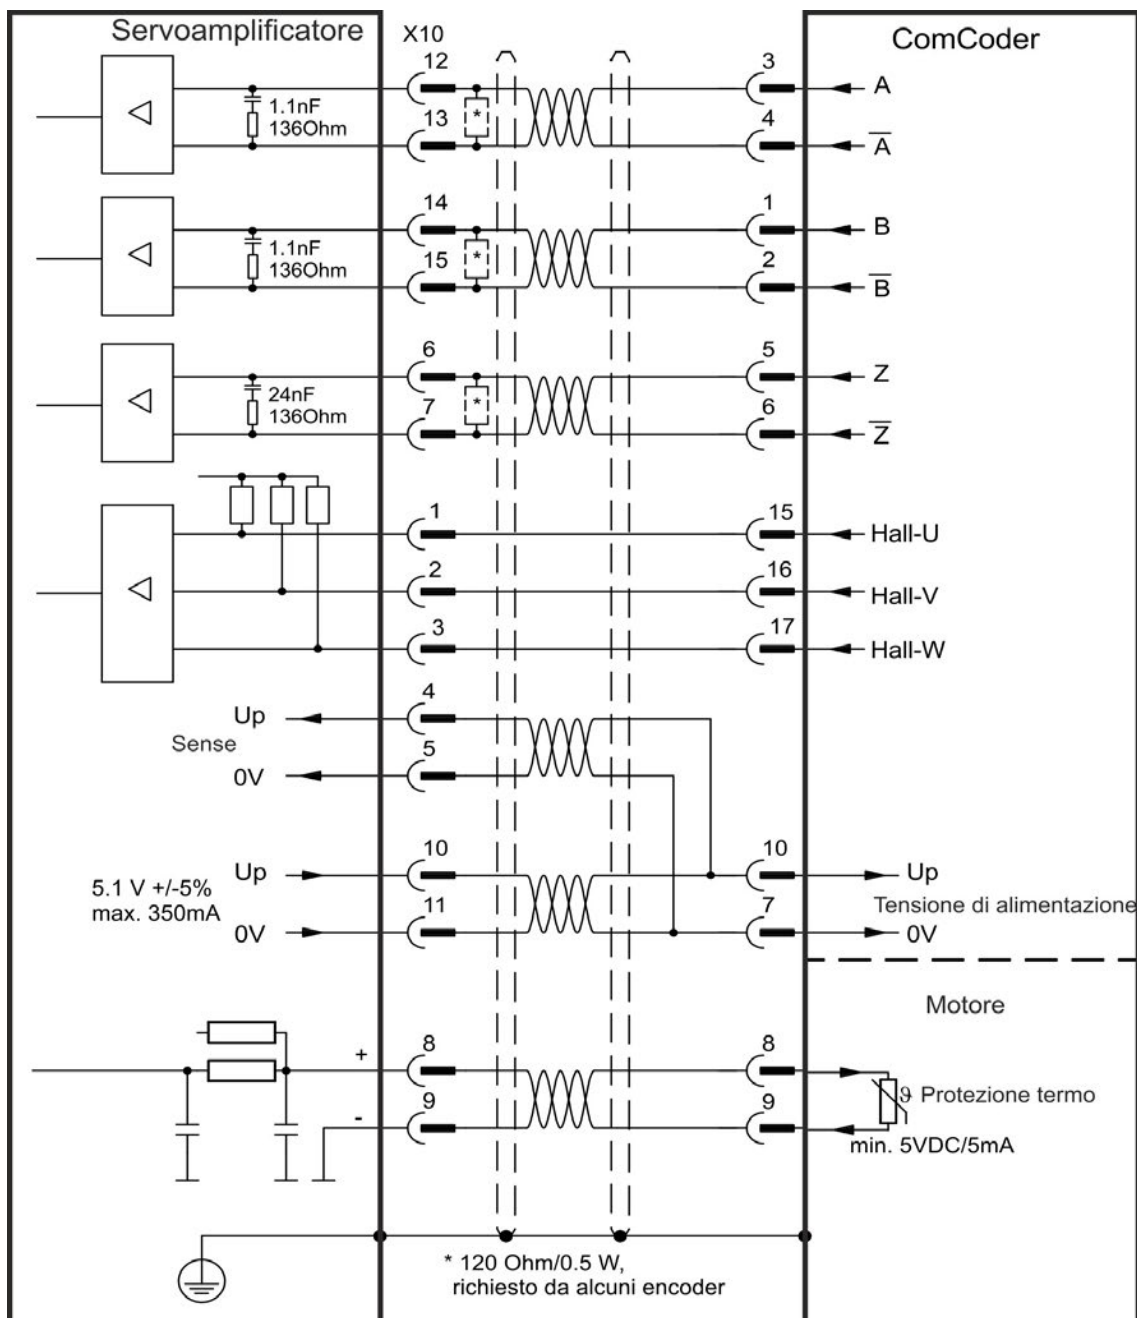 Servoamplificatore
X10
ComCoder
12
3
A
1.1nF
136Ohm
*
13
4
A
14
1
B
1.1nF
136Ohm
*
15
2
B
6
5
Z
24nF
136Ohm
*
7
6
Z
1
15
Hall-U
2
16
Hall-V
3
17
Hall-W
4
Up
Sense
5
0V
10
10
Up
Up
5.1 V +/-5%
max. 350mA
11
7
Tensione di alimentazione
0V
0V
Motore
+
8
8
ϑ Protezione termo
-
9
9
min. 5VDC/5mA
* 120 Ohm/0.5 W,
richiesto da alcuni encoder